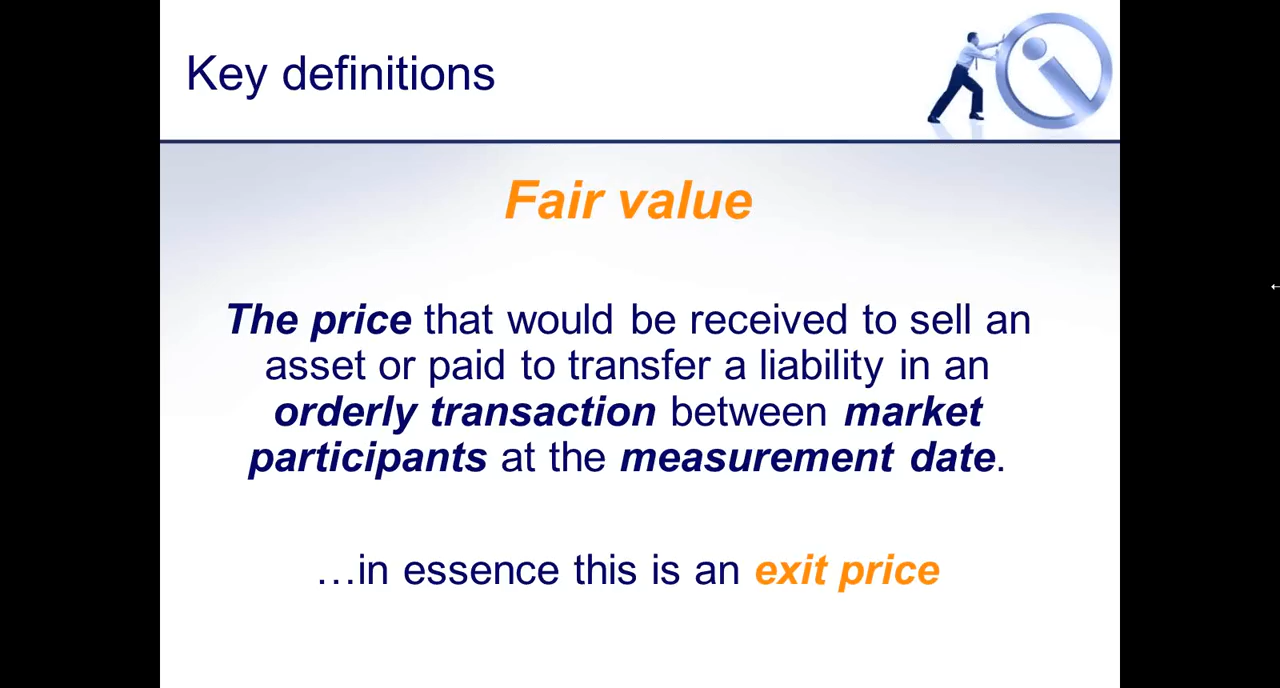 Key definitions
Fair value
The price that would be received to sell an
asset or paid to transfer a liability in an
orderly transaction between market
participants at the measurement date.
…in essence this is an exit price